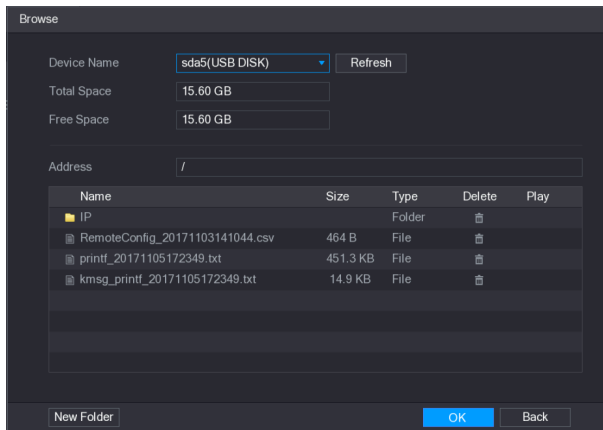 Browse
Device Name sda5(USB DISK) Refresh
Total Space 15.60 GB
Free Space 15.60 GB
Address /
Name Size Type Delete Play
IP Folder
RemoteConfig_20171103141044.csv 464 B File
printf_20171105172349.txt 451.3 KB File
kmsg_printf_20171105172349.txt 14.9 KB File
New Folder OK Back